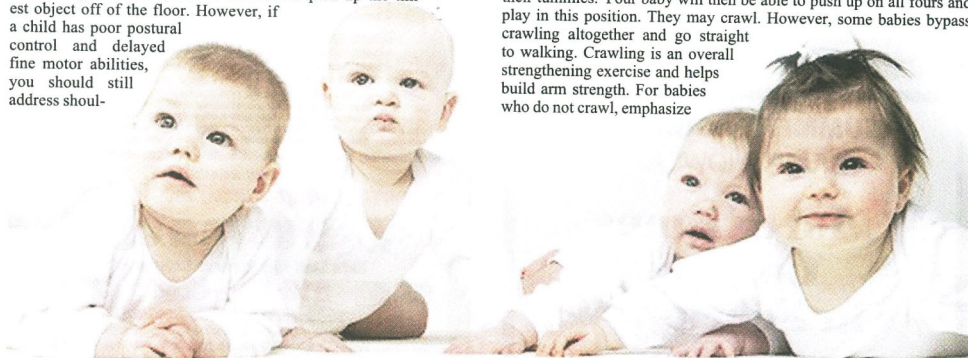 est object off of the floor. However, if
a child has poor postural
control and delayed
fine motor abilities,
you should still
address shoul-
play in this position. They may crawl. However, some babies bypass
crawling altogether and go straight
to walking. Crawling is an overall
strengthening exercise and helps
build arm strength. For babies
who do not crawl, emphasize